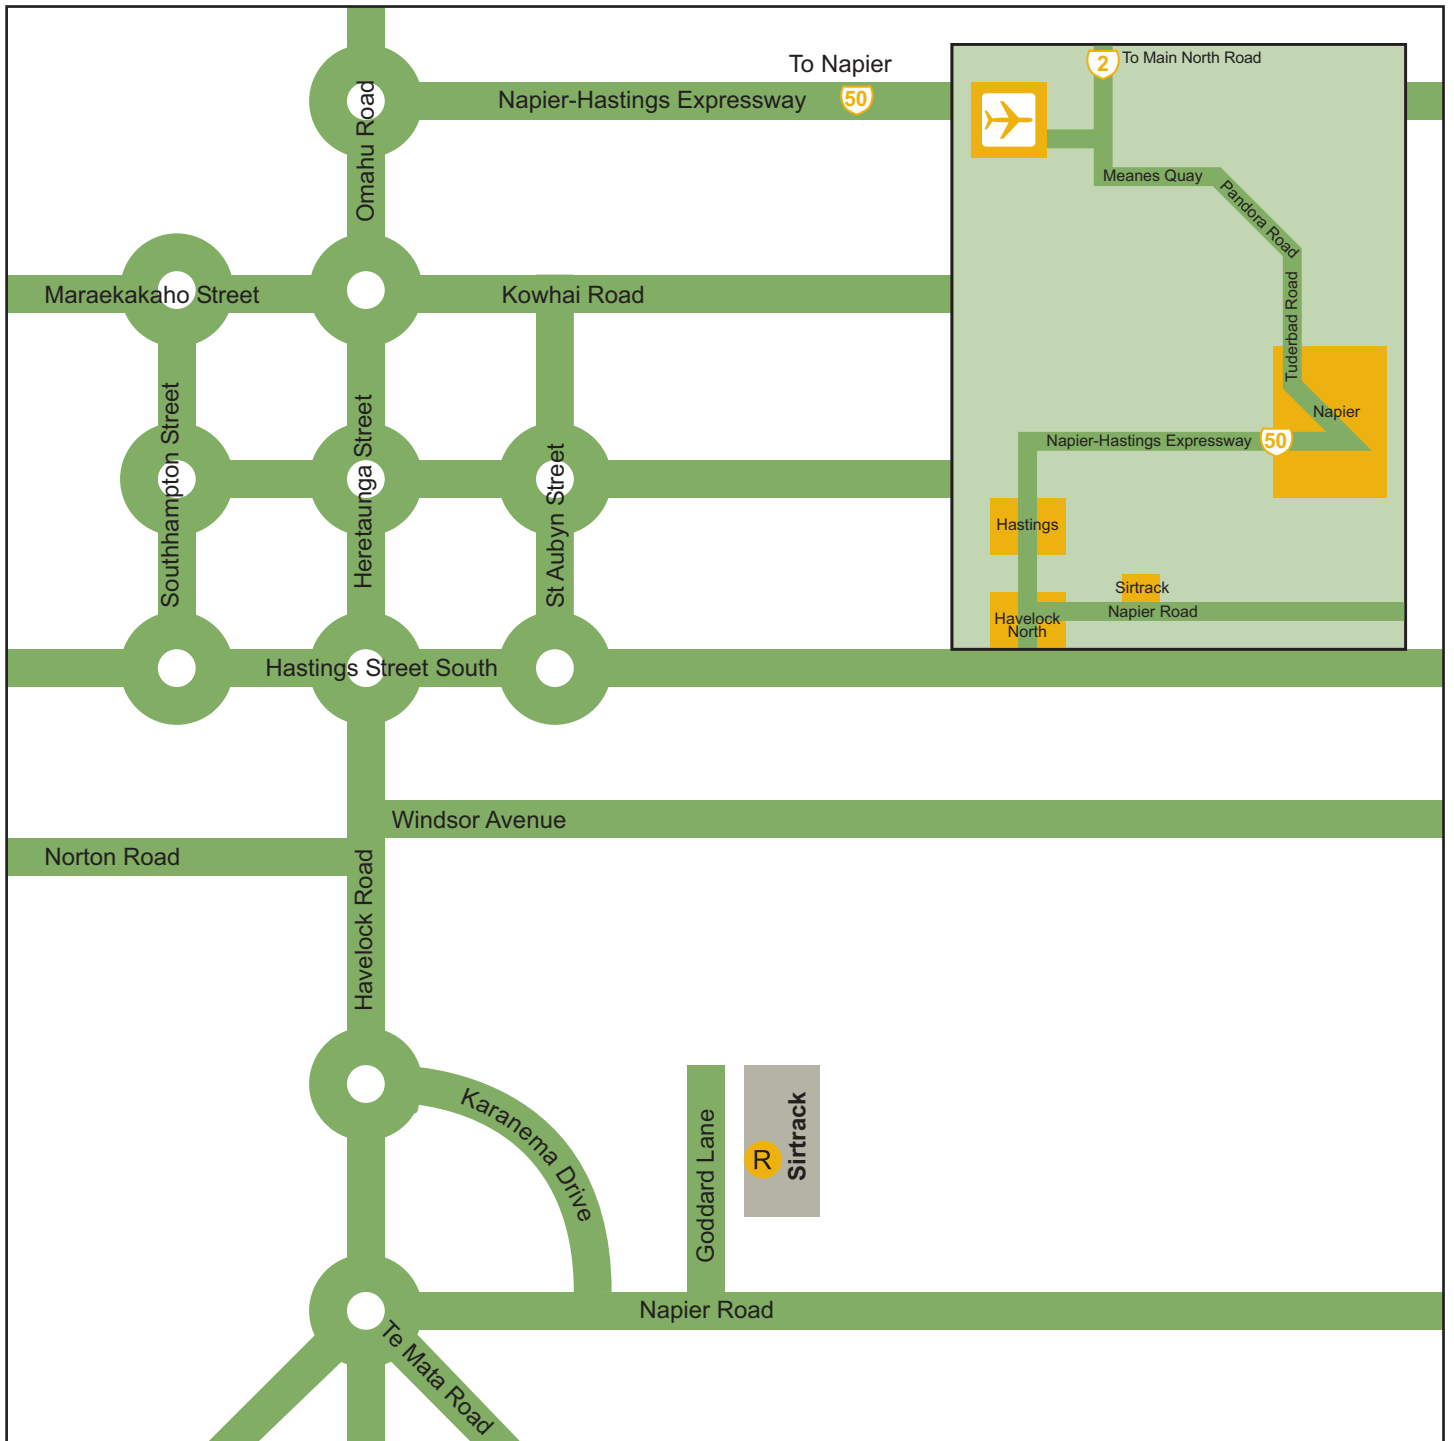 To Napier
Napier-Hastings Expressway
50
Omahu Road
Maraekakaho Street
Kowhai Road
Southhampton Street
Heretaunga Street
St Aubyn Street
Hastings Street South
Windsor Avenue
Norton Road
Havelock Road
Karanema Drive
Goddard Lane
R
Sirtrack
Napier Road
Te Mata Road
2
To Main North Road
Meanes Quay
Pandora Road
Tuderbad Road
Napier
Napier-Hastings Expressway
50
Hastings
Sirtrack
Napier Road
Havelock
North